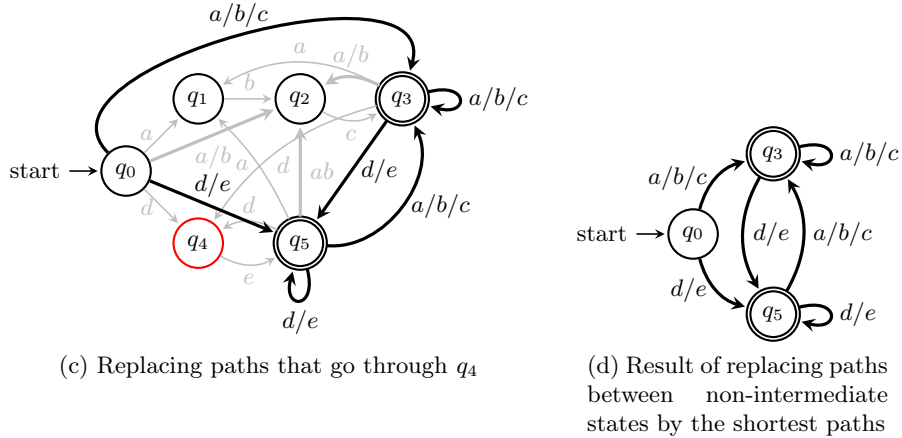 a/b/c
a
a/b
b
q1
q2
q3
a/b/c
a
c
start
q0
a/b
a
d
ab
d/e
d/e
d
d
a/b/c
q4
q5
e
d/e
(c) Replacing paths that go through q4
q3
a/b/c
a/b/c
start
q0
d/e
a/b/c
d/e
q5
d/e
(d) Result of replacing paths
between non-intermediate
states by the shortest paths